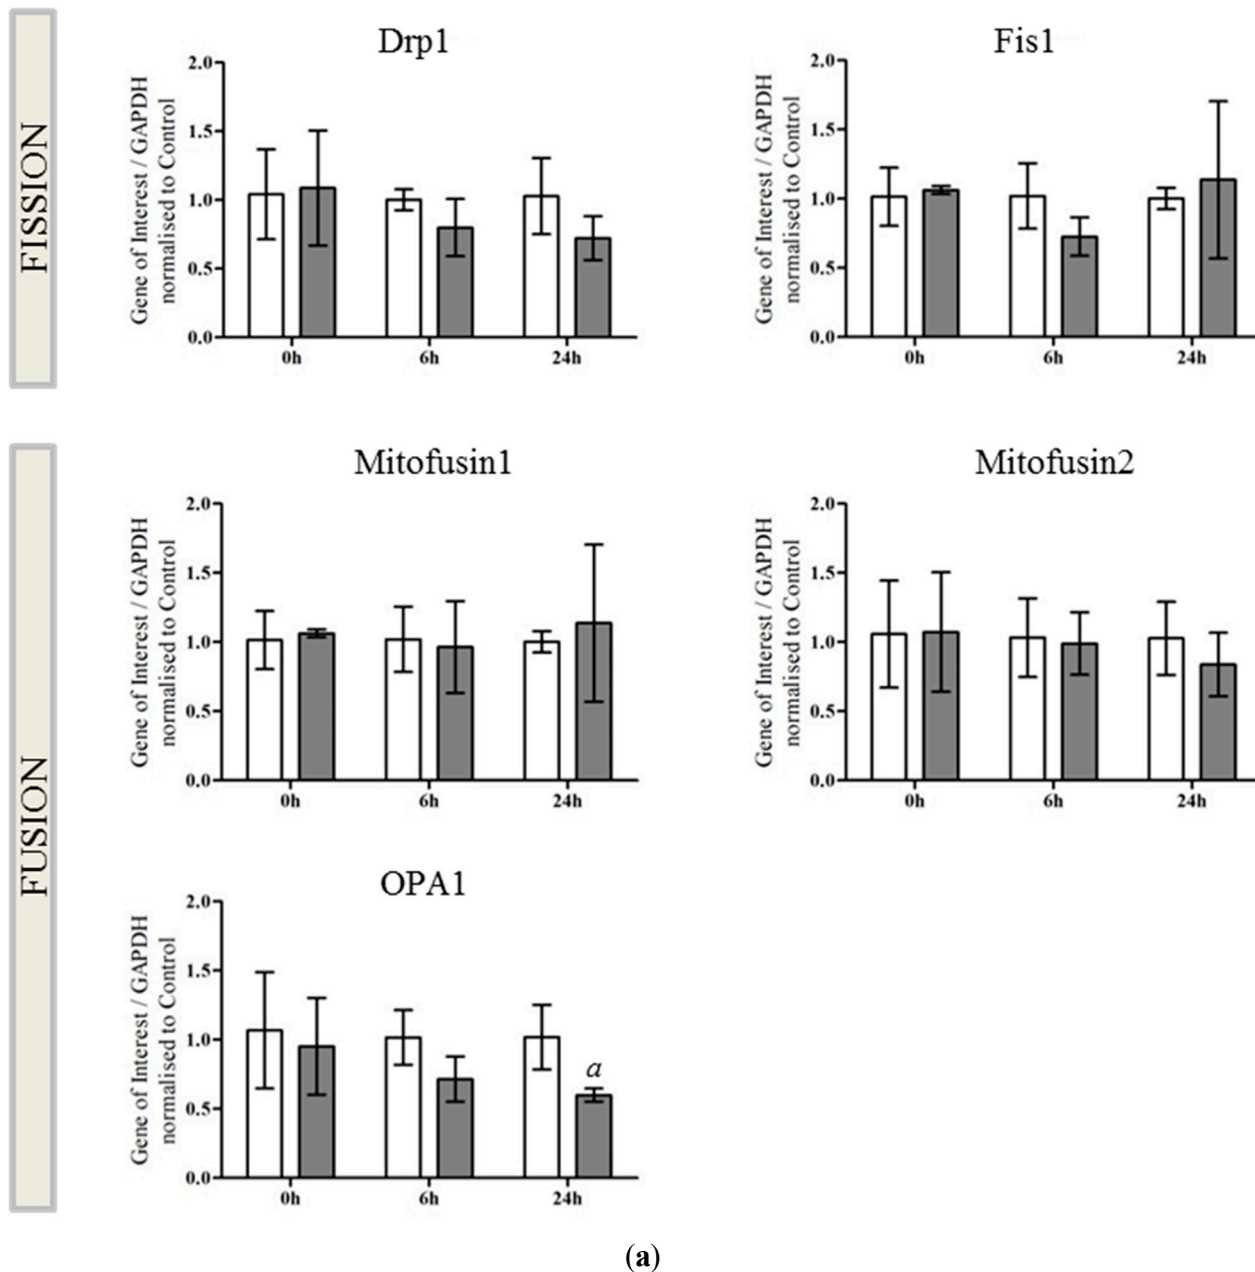 FISSION
Drp1
Gene of Interest / GAPDH
normalised to Control
2.0
1.5
1.0
0.5
0.0
0h 6h 24h
Fis1
Gene of Interest / GAPDH
normalised to Control
2.0
1.5
1.0
0.5
0.0
0h 6h 24h
FUSION
Mitofusin1
Gene of Interest / GAPDH
normalised to Control
2.0
1.5
1.0
0.5
0.0
0h 6h 24h
Mitofusin2
Gene of Interest / GAPDH
normalised to Control
2.0
1.5
1.0
0.5
0.0
0h 6h 24h
OPA1
Gene of Interest / GAPDH
normalised to Control
2.0
1.5
1.0
0.5
0.0
a
0h 6h 24h
(a)